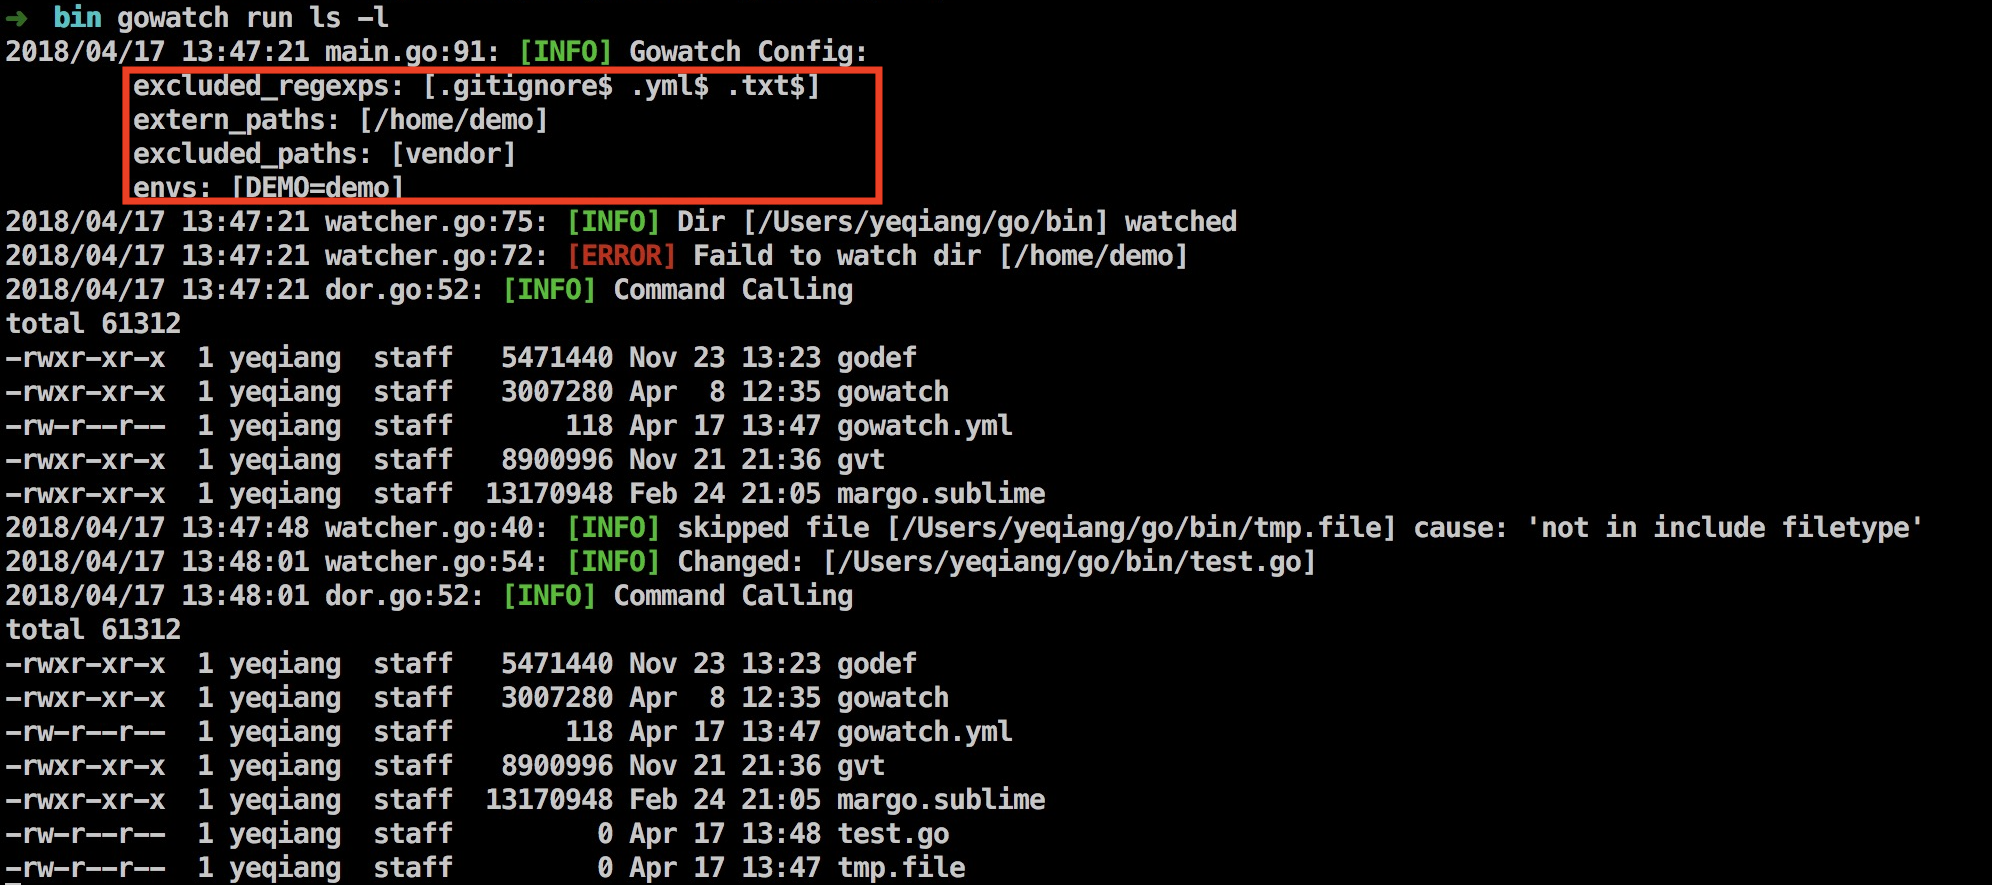 ➜  bin gowatch run ls -l
2018/04/17 13:47:21 main.go:91: [INFO] Gowatch Config:
        excluded_regexps: [.gitignore$ .yml$ .txt$]
        extern_paths: [/home/demo]
        excluded_paths: [vendor]
        envs: [DEMO=demo]
2018/04/17 13:47:21 watcher.go:75: [INFO] Dir [/Users/yeqiang/go/bin] watched
2018/04/17 13:47:21 watcher.go:72: [ERROR] Faild to watch dir [/home/demo]
2018/04/17 13:47:21 dor.go:52: [INFO] Command Calling
total 61312
-rwxr-xr-x  1 yeqiang  staff   5471440 Nov 23 13:23 godef
-rwxr-xr-x  1 yeqiang  staff   3007280 Apr  8 12:35 gowatch
-rw-r--r--  1 yeqiang  staff       118 Apr 17 13:47 gowatch.yml
-rwxr-xr-x  1 yeqiang  staff   8900996 Nov 21 21:36 gvt
-rwxr-xr-x  1 yeqiang  staff  13170948 Feb 24 21:05 margo.sublime
2018/04/17 13:47:48 watcher.go:40: [INFO] skipped file [/Users/yeqiang/go/bin/tmp.file] cause: 'not in include filetype'
2018/04/17 13:48:01 watcher.go:54: [INFO] Changed: [/Users/yeqiang/go/bin/test.go]
2018/04/17 13:48:01 dor.go:52: [INFO] Command Calling
total 61312
-rwxr-xr-x  1 yeqiang  staff   5471440 Nov 23 13:23 godef
-rwxr-xr-x  1 yeqiang  staff   3007280 Apr  8 12:35 gowatch
-rw-r--r--  1 yeqiang  staff       118 Apr 17 13:47 gowatch.yml
-rwxr-xr-x  1 yeqiang  staff   8900996 Nov 21 21:36 gvt
-rwxr-xr-x  1 yeqiang  staff  13170948 Feb 24 21:05 margo.sublime
-rw-r--r--  1 yeqiang  staff         0 Apr 17 13:48 test.go
-rw-r--r--  1 yeqiang  staff         0 Apr 17 13:47 tmp.file